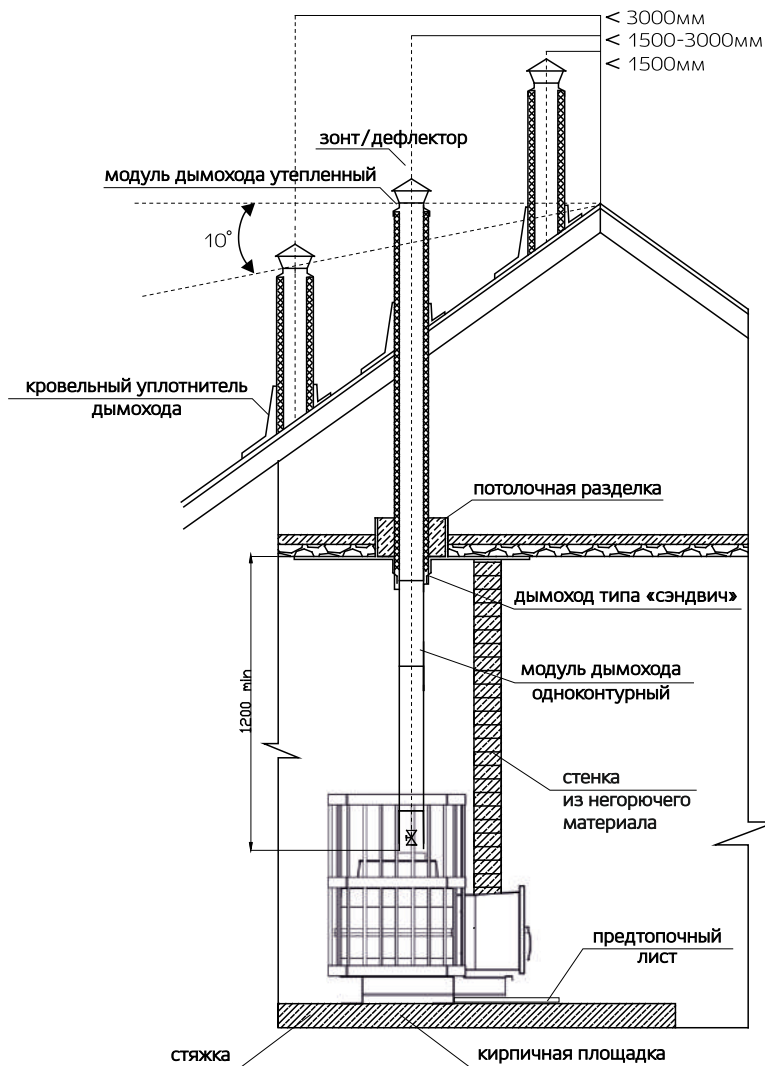 < 3000мм
< 1500-3000мм
< 1500мм
зонт/дефлектор
модуль дымохода утепленный
10°
кровельный уплотнитель
дымохода
потолочная разделка
дымоход типа «сэндвич»
модуль дымохода
одноконтурный
1200 min
стенка
из негорючего
материала
предтопочный
лист
стяжка
кирпичная площадка